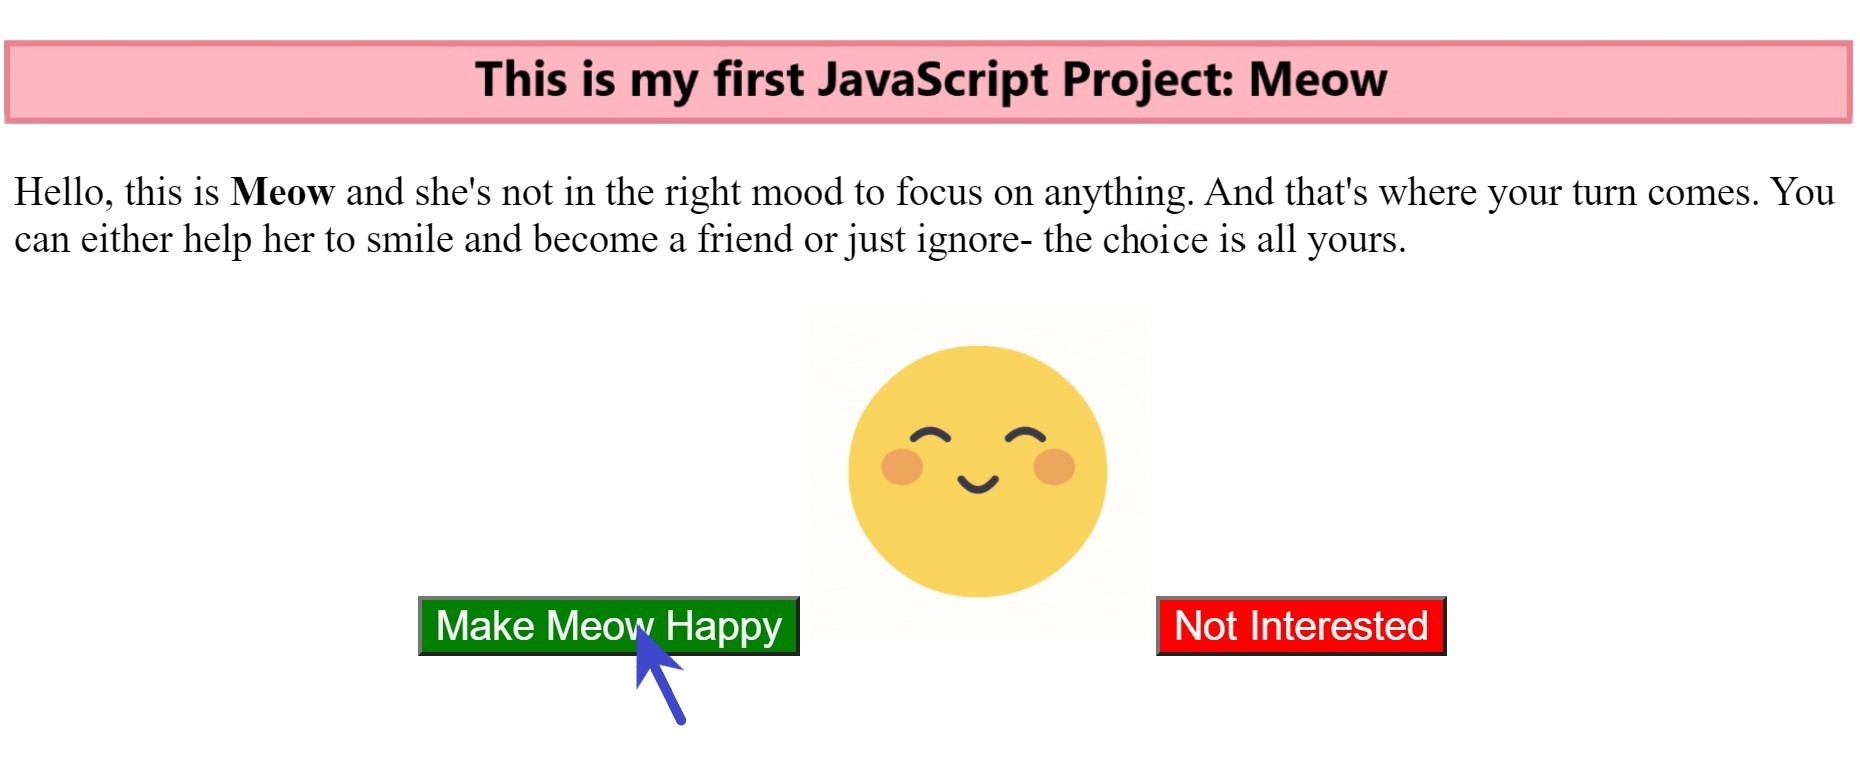 This is my first JavaScript Project: Meow
Hello, this is Meow and she's not in the right mood to focus on anything. And that's where your turn comes. You
can either help her to smile and become a friend or just ignore- the choice is all yours.
Make Meow Happy
Not Interested